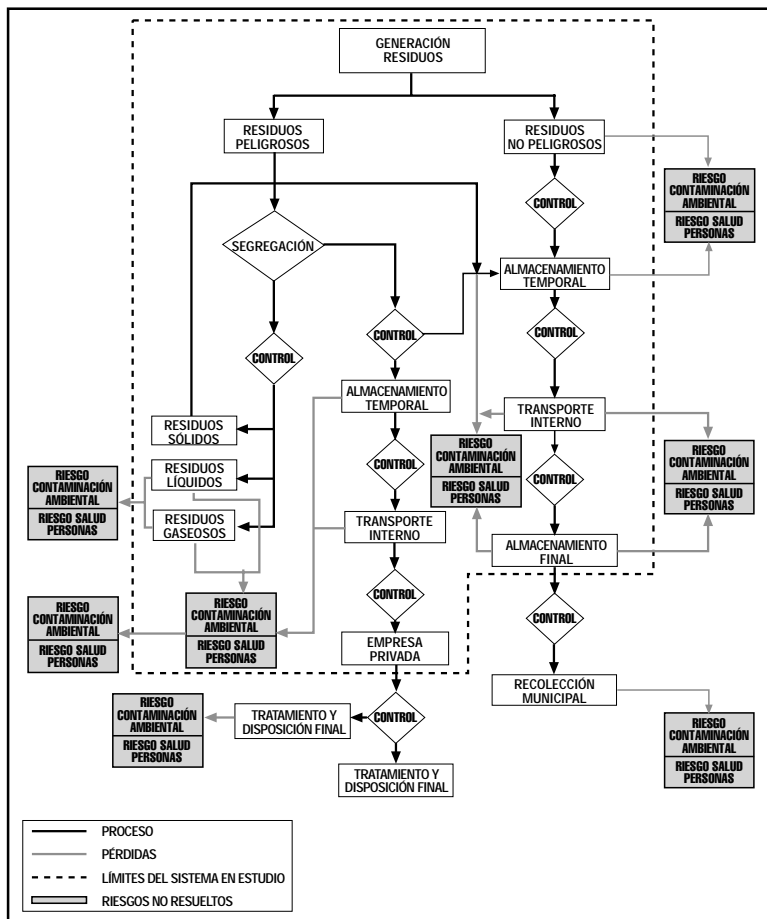 GENERACIÓN
RESIDUOS
RESIDUOS
PELIGROSOS
RESIDUOS
NO PELIGROSOS
RIESGO
CONTAMINACIÓN
AMBIENTAL
RIESGO SALUD
PERSONAS
CONTROL
SEGREGACIÓN
ALMACENAMIENTO
TEMPORAL
CONTROL
CONTROL
CONTROL
ALMACENAMIENTO
TEMPORAL
TRANSPORTE
INTERNO
RESIDUOS
SÓLIDOS
RIESGO
CONTAMINACIÓN
AMBIENTAL
RIESGO SALUD
PERSONAS
RIESGO
CONTAMINACIÓN
AMBIENTAL
RIESGO SALUD
PERSONAS
CONTROL
CONTROL
RESIDUOS
LÍQUIDOS
RIESGO
CONTAMINACIÓN
AMBIENTAL
RIESGO SALUD
PERSONAS
RESIDUOS
GASEOSOS
TRANSPORTE
INTERNO
ALMACENAMIENTO
FINAL
CONTROL
RIESGO
CONTAMINACIÓN
AMBIENTAL
RIESGO SALUD
PERSONAS
RIESGO
CONTAMINACIÓN
AMBIENTAL
RIESGO SALUD
PERSONAS
CONTROL
EMPRESA
PRIVADA
RECOLECCIÓN
MUNICIPAL
RIESGO
CONTAMINACIÓN
AMBIENTAL
RIESGO SALUD
PERSONAS
TRATAMIENTO Y
DISPOSICIÓN FINAL
CONTROL
RIESGO
CONTAMINACIÓN
AMBIENTAL
RIESGO SALUD
PERSONAS
TRATAMIENTO Y
DISPOSICIÓN FINAL
PROCESO
PÉRDIDAS
LÍMITES DEL SISTEMA EN ESTUDIO
RIESGOS NO RESUELTOS